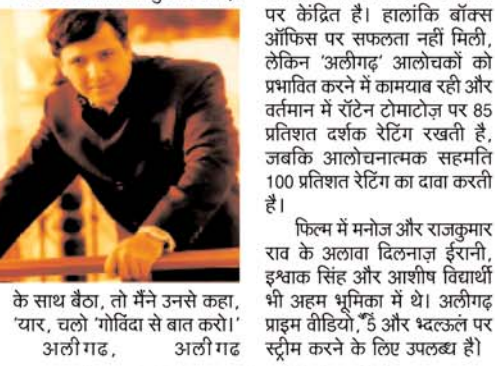 के साथ बैठा, तो मैंने उनसे कहा,
'यार, चलो 'गोविंदा से बात करो।'
अलीगढ, अलीगढ
पर केंद्रित है। हालांकि बॉक्स
ऑफिस पर सफलता नहीं मिली,
लेकिन 'अलीगढ़' आलोचकों को
प्रभावित करने में कामयाब रही और
वर्तमान में रॉटेन टोमाटोज़ पर 85
प्रतिशत दर्शक रेटिंग रखती है,
जबकि आलोचनात्मक सहमति
100 प्रतिशत रेटिंग का दावा करती
है।
फिल्म में मनोज और राजकुमार
राव के अलावा दिलनाज़ ईरानी,
इश्वाक सिंह और आशीष विद्यार्थी
भी अहम भूमिका में थे। अलीगढ़
प्राइम वीडियो, 5 और भ्दऊलं पर
स्ट्रीम करने के लिए उपलब्ध है।